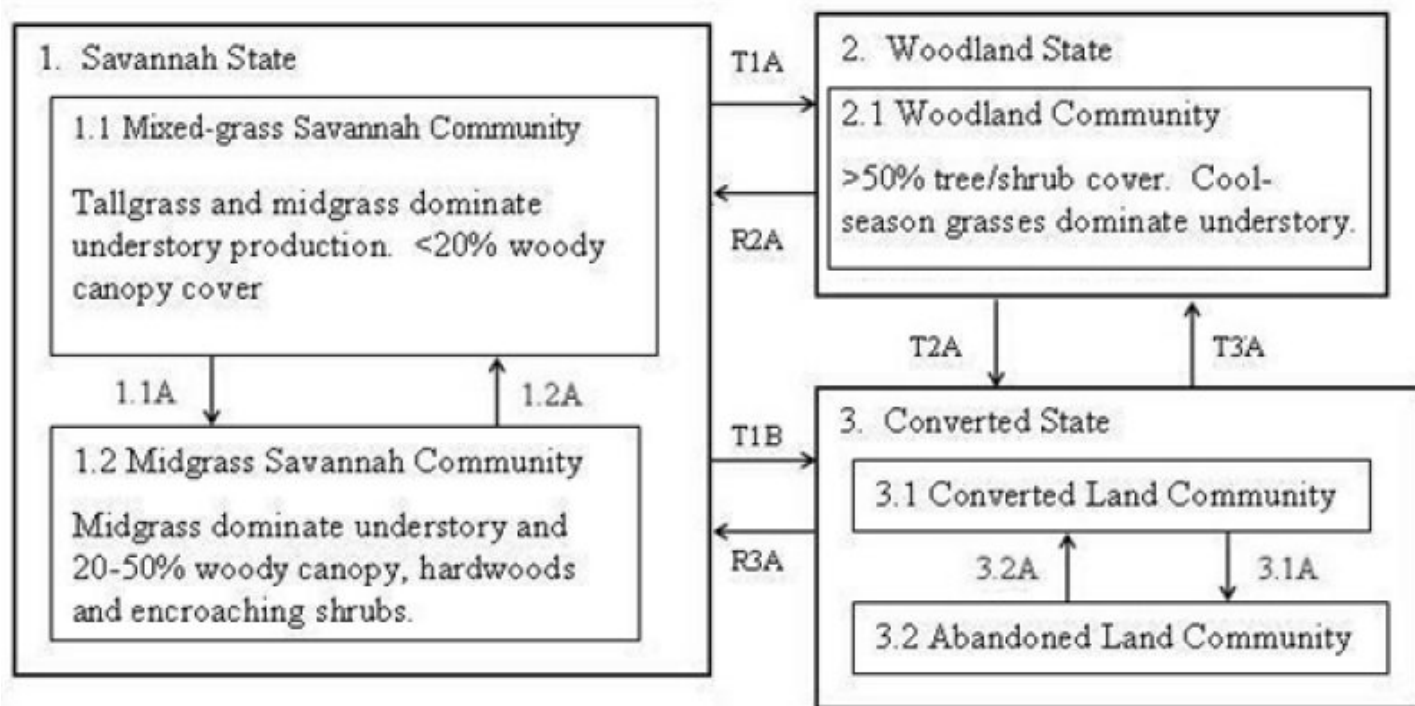 1. Savannah State
1.1 Mixed-grass Savannah Community
Tallgrass and midgrass dominate
understory production. <20% woody
canopy cover
1.1A
1.2A
1.2 Midgrass Savannah Community
Midgrass dominate understory and
20-50% woody canopy, hardwoods
and encroaching shrubs.
T1A
R2A
T1B
R3A
2. Woodland State
2.1 Woodland Community
>50% tree/shrub cover. Cool-
season grasses dominate understory.
T2A
T3A
3. Converted State
3.1 Converted Land Community
3.2A
3.1A
3.2 Abandoned Land Community